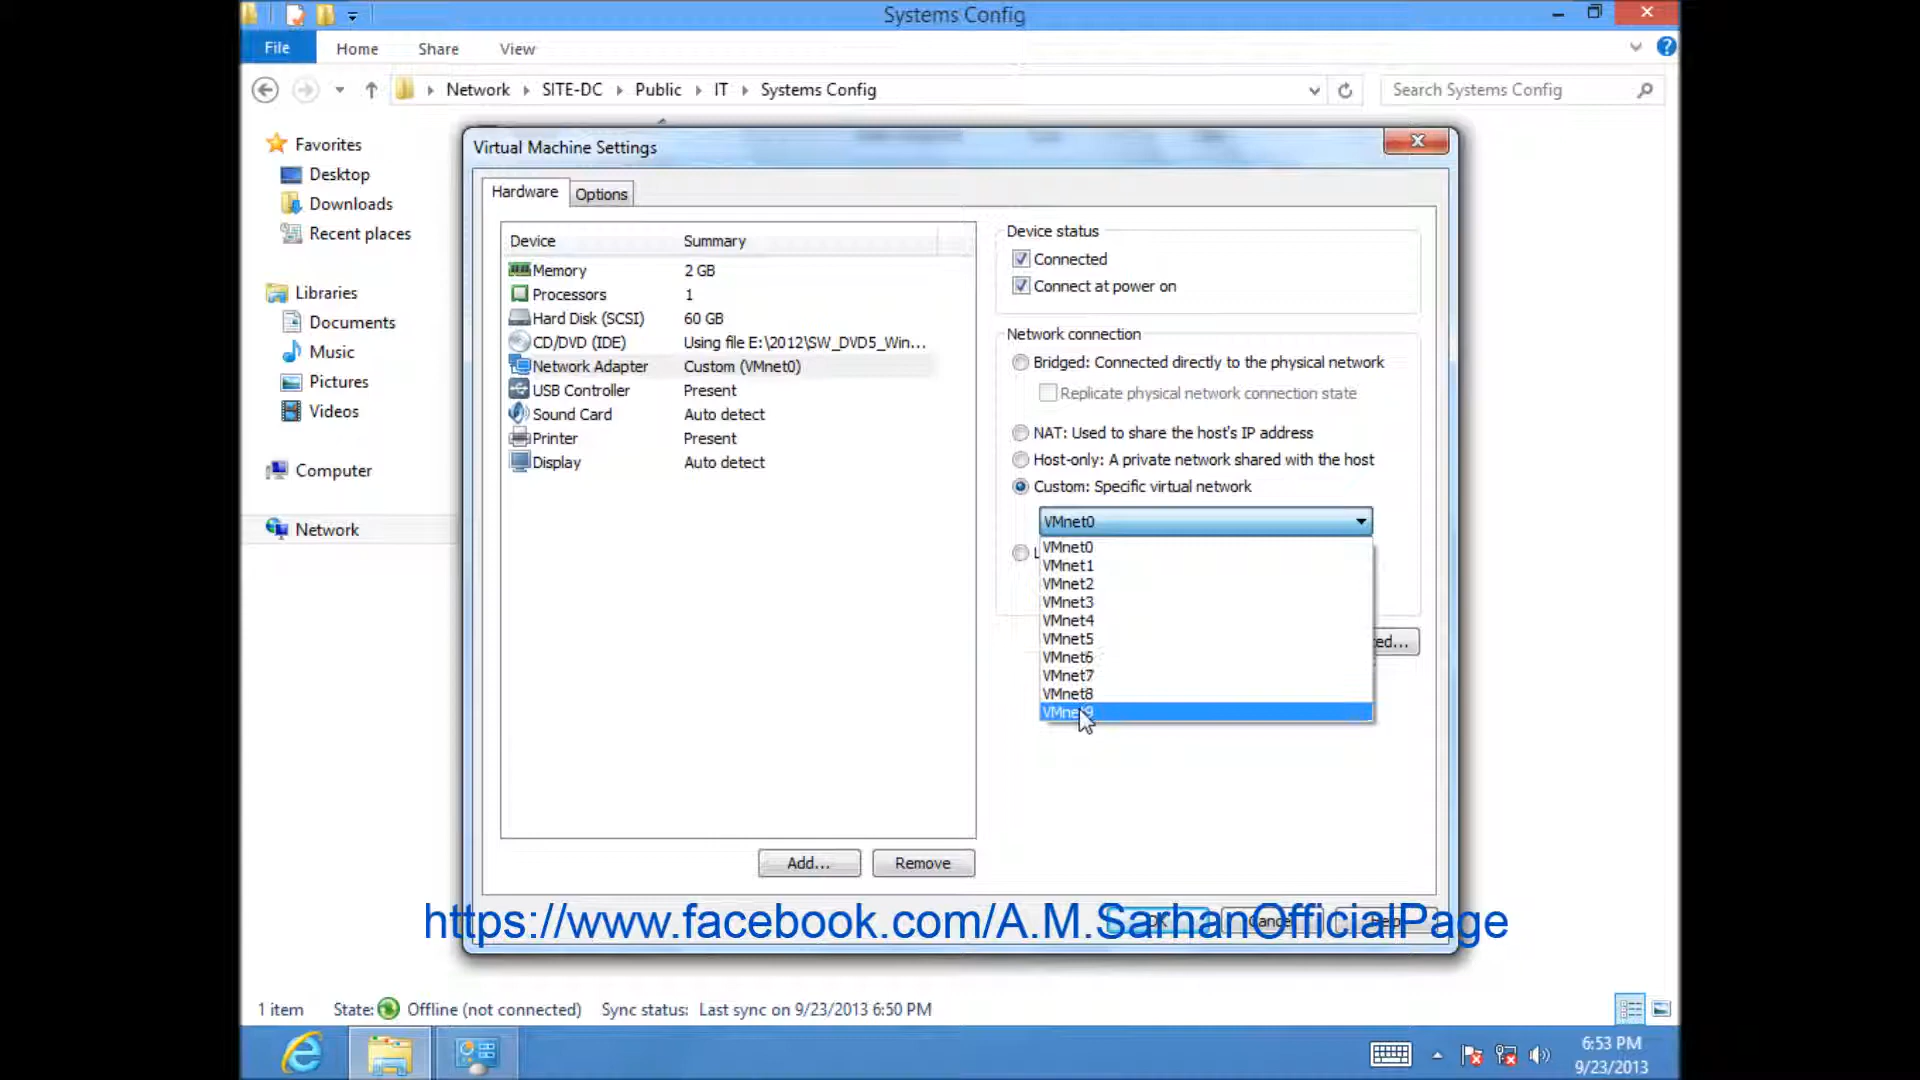 Systems Config
File Home Share View
Network SITE-DC Public IT Systems Config
Search Systems Config
Favorites
Desktop
Downloads
Recent places
Libraries
Documents
Music
Pictures
Videos
Computer
Network
Virtual Machine Settings
Hardware Options
Device Summary
Memory 2 GB
Processors 1
Hard Disk (SCSI) 60 GB
CD/DVD (IDE) Using file E:\2012\SW_DVD5_Win...
Network Adapter Custom (VMnet0)
USB Controller Present
Sound Card Auto detect
Printer Present
Display Auto detect
Add... Remove
Device status
Connected
Connect at power on
Network connection
Bridged: Connected directly to the physical network
Replicate physical network connection state
NAT: Used to share the host's IP address
Host-only: A private network shared with the host
Custom: Specific virtual network
VMnet0
VMnet0
VMnet1
VMnet2
VMnet3
VMnet4
VMnet5
VMnet6
VMnet7
VMnet8
VMnet9
OK Cancel Help
https://www.facebook.com/A.M.SarhanOfficialPage
1 item State: Offline (not connected) Sync status: Last sync on 9/23/2013 6:50 PM
6:53 PM
9/23/2013